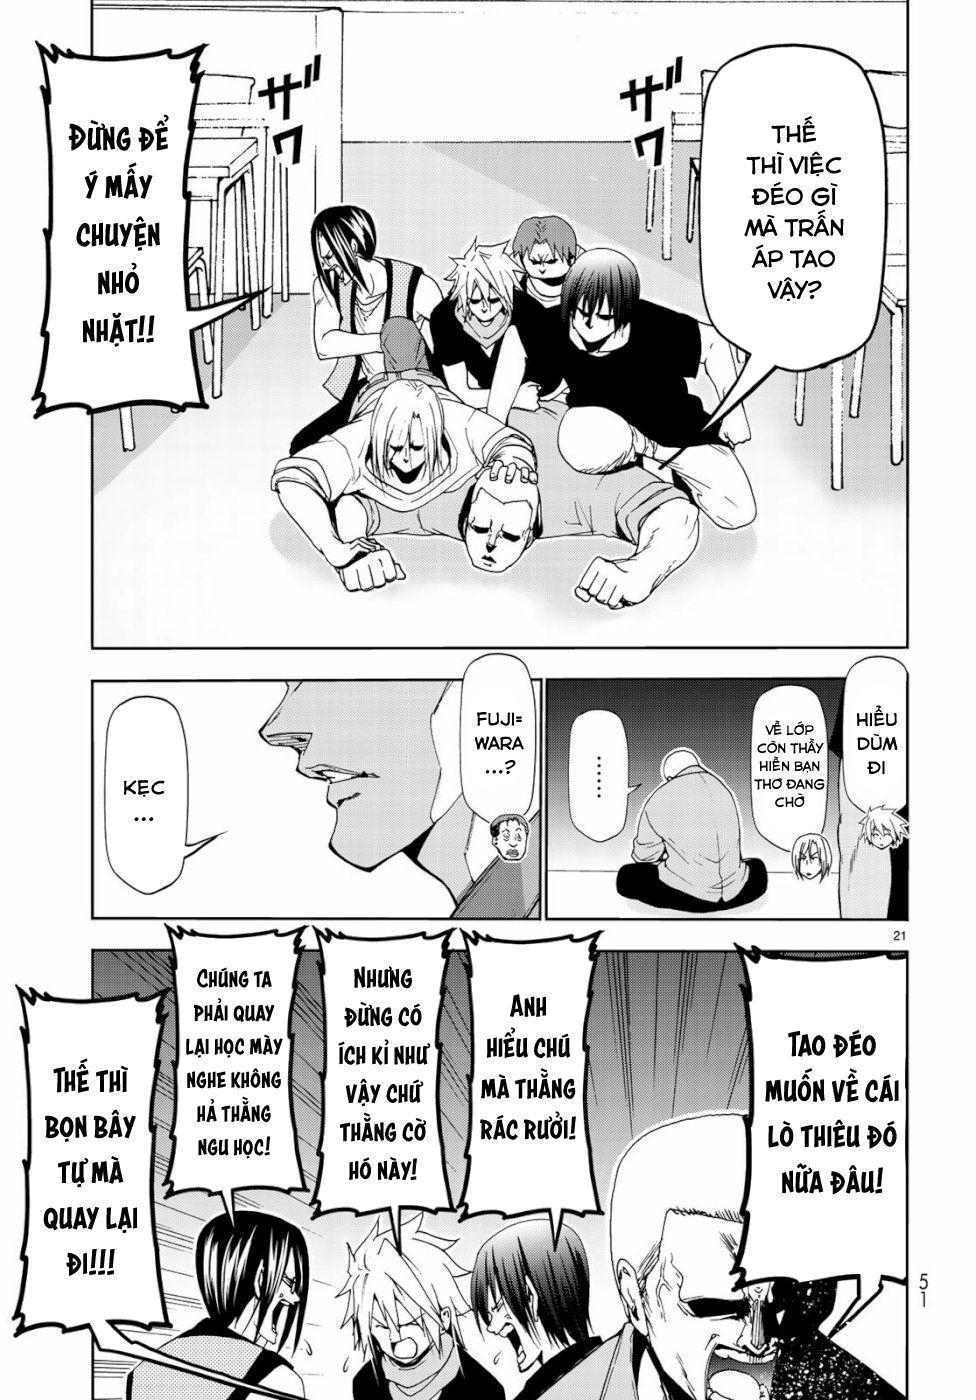 THẾ
THÌ VIỆC
ĐÉO GÌ
MÀ TRẤN
ÁP TAO
VẬY?
ザワ
ザワ
ĐỪNG ĐỂ
Ý MẤY
CHUYỆN
NHỎ
NHẶT!!
HIỂU
DÙM
ĐI
VỀ LỚP
CÒN THẦY
HIỀN BẠN
THƠ ĐANG
CHỜ
......
FUJI=
WARA
...?
KẸC
...
21
TAO ĐÉO
MUỐN VỀ CÁI
LÒ THIÊU ĐÓ
NỮA ĐÂU!
ANH
HIỂU CHÚ
MÀ THẰNG
RÁC RƯỞI!
NHƯNG
ĐỪNG CÓ
ÍCH KỈ NHƯ
VẬY CHỨ
THẰNG CỜ
HÓ NÀY!
CHÚNG TA
PHẢI QUAY
LẠI HỌC MÀY
NGHE KHÔNG
HẢ THẰNG
NGU HỌC!
THẾ THÌ
BỌN BÂY
TỰ MÀ
QUAY LẠI
ĐI!!!
51